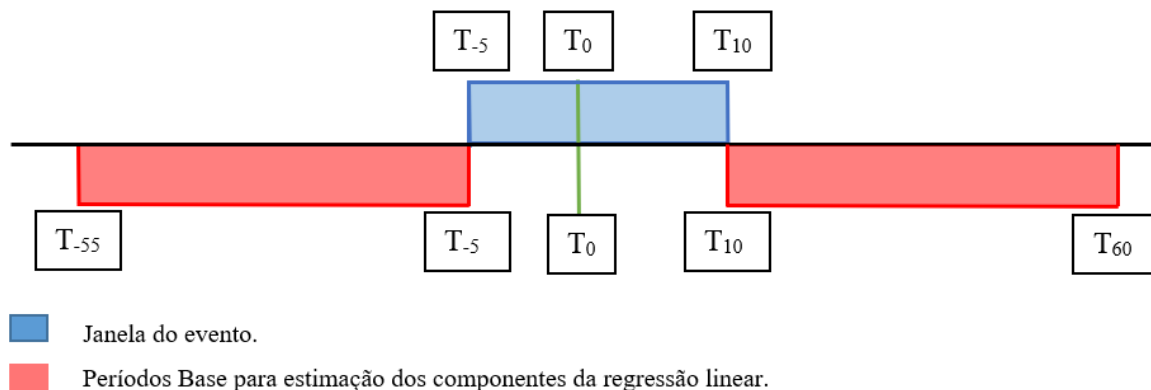 T-5 T0 T10
T-55 T-5 T0 T10 T60
Janela do evento.
Períodos Base para estimação dos componentes da regressão linear.